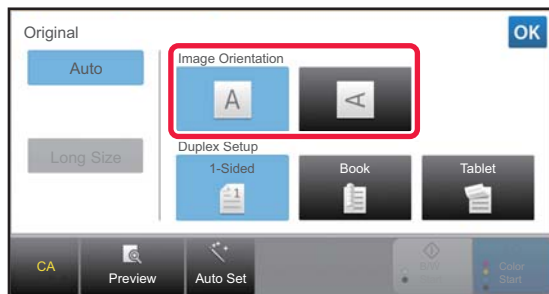 Original
OK
Auto
Image Orientation
A
A
Long Size
Duplex Setup
1-Sided
Book
Tablet
1
CA
Preview
Auto Set
B/W
Start
Color
Start